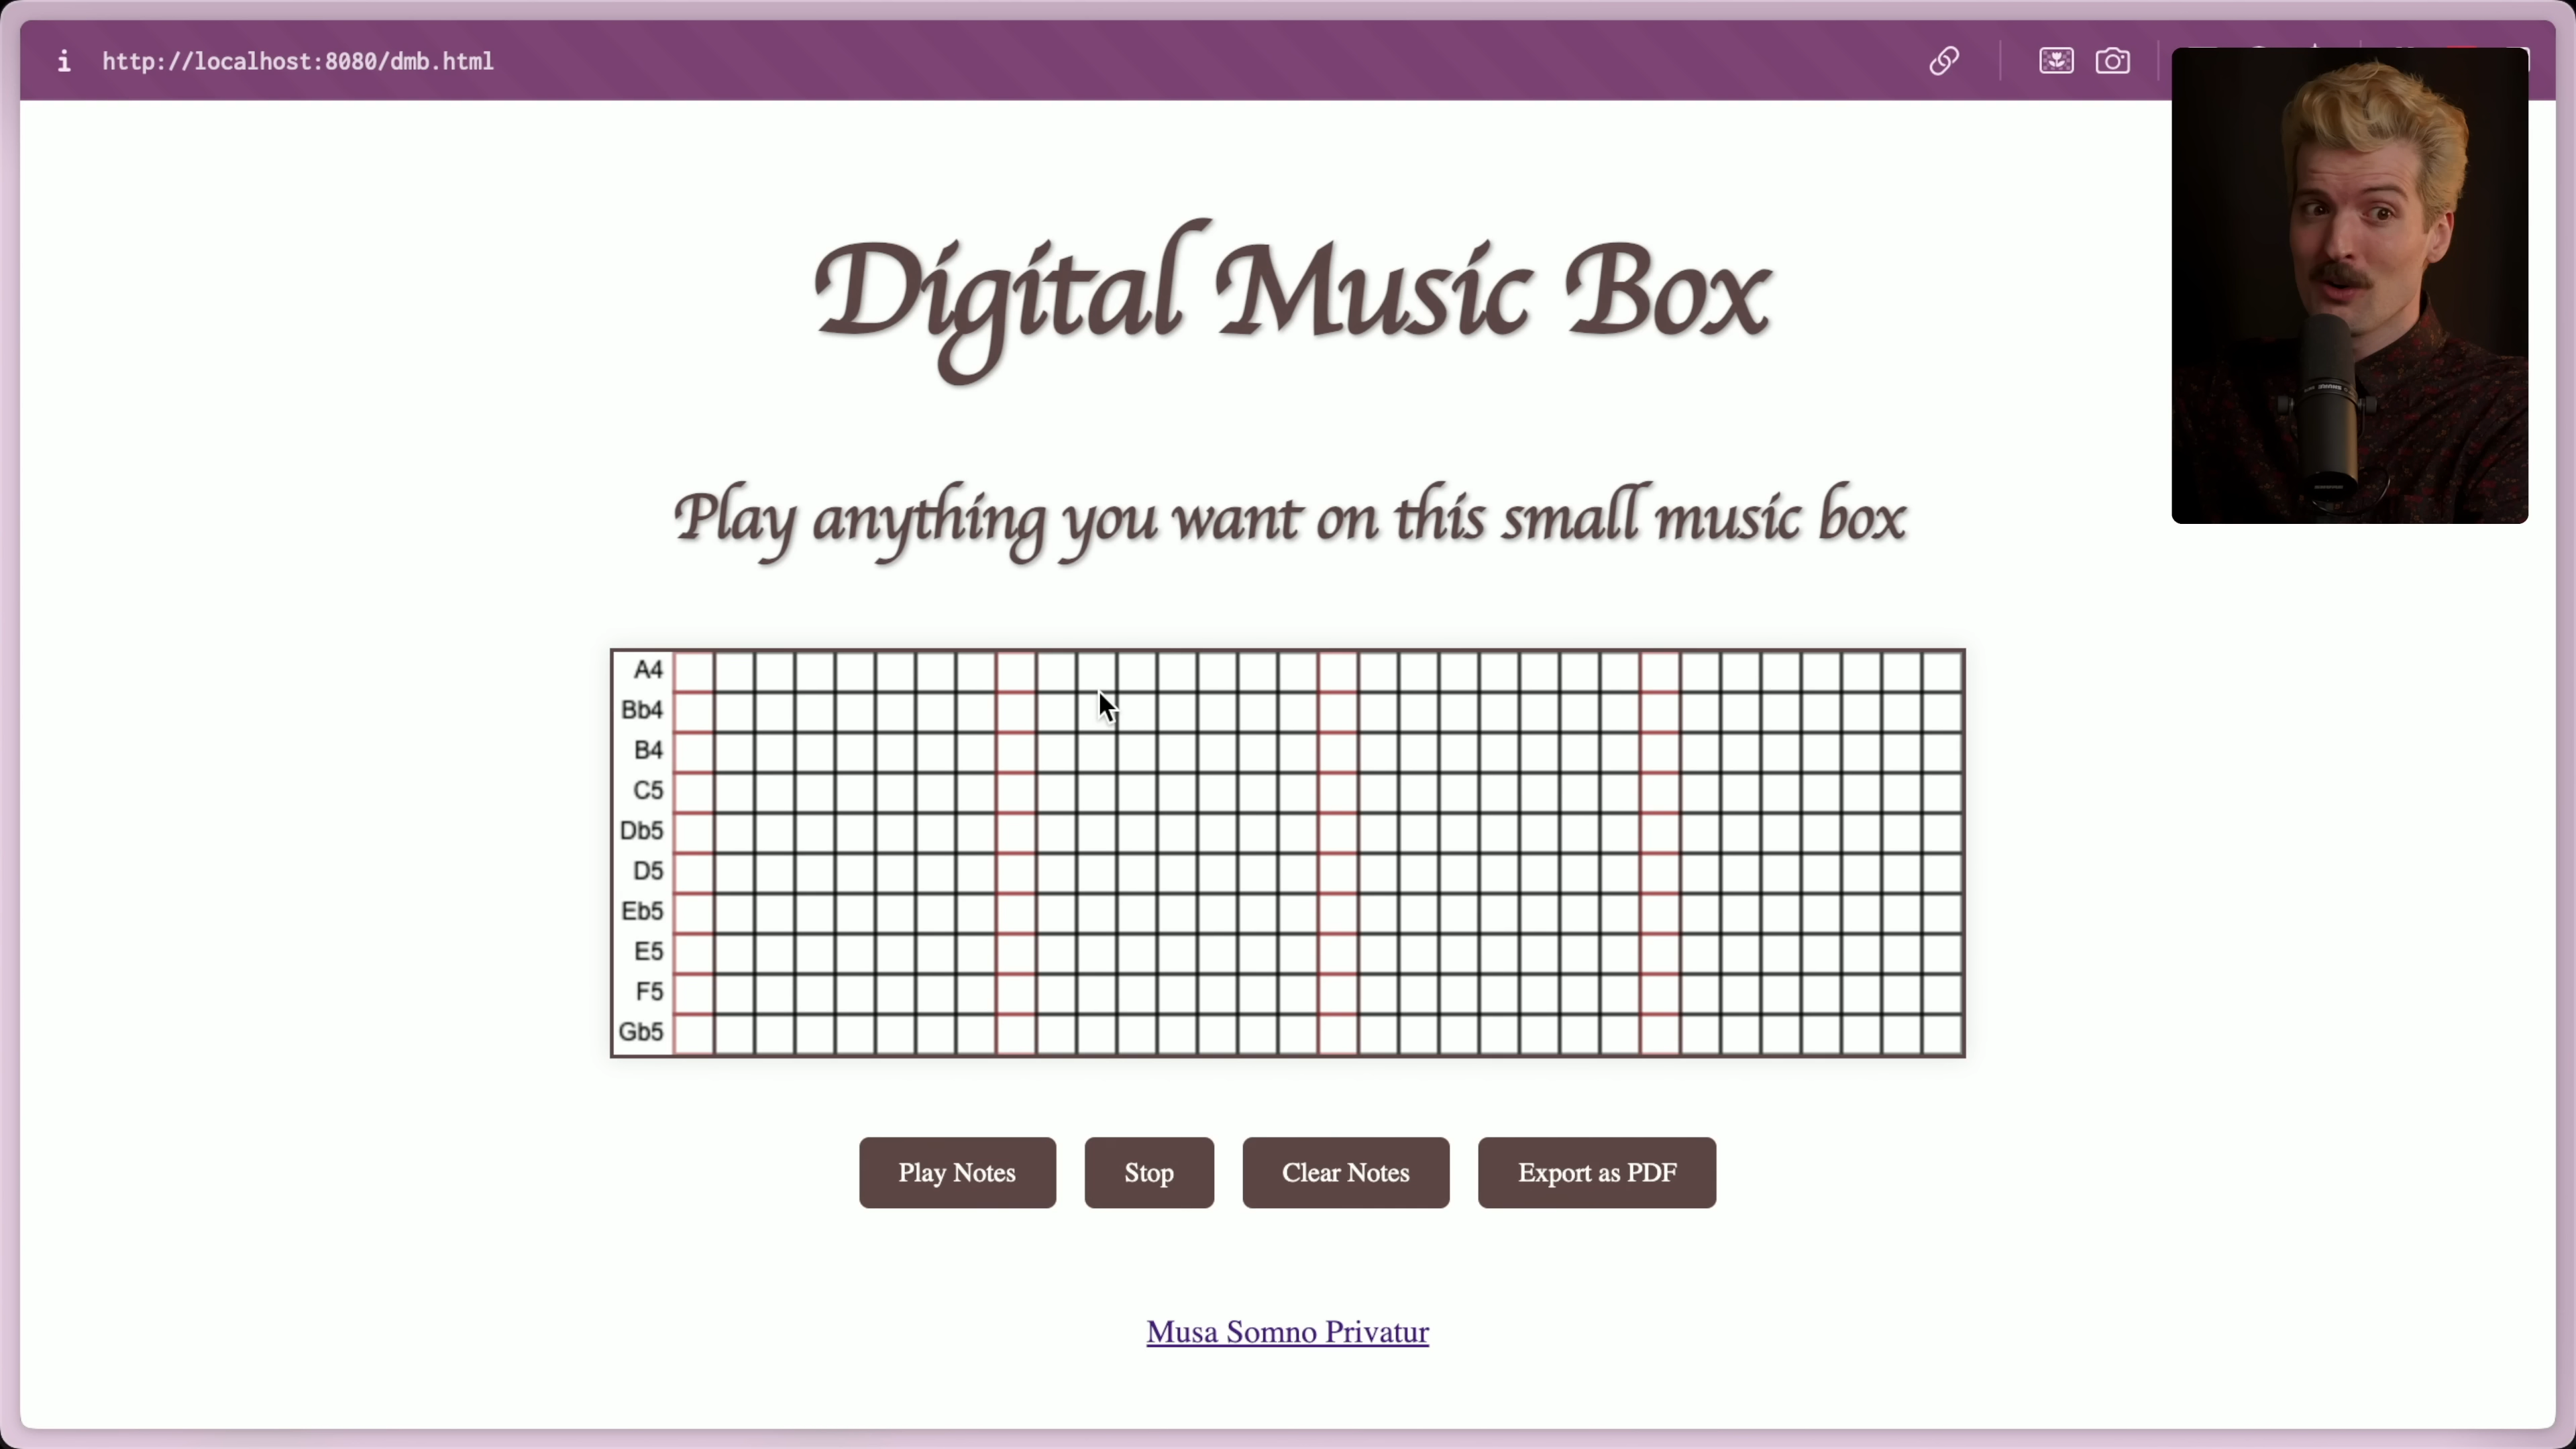 http://localhost:8080/dmb.html
Digital Music Box
Play anything you want on this small music box
A4
Bb4
B4
C5
Db5
D5
Eb5
E5
F5
Gb5
Play Notes
Stop
Clear Notes
Export as PDF
Musa Somno Privatur